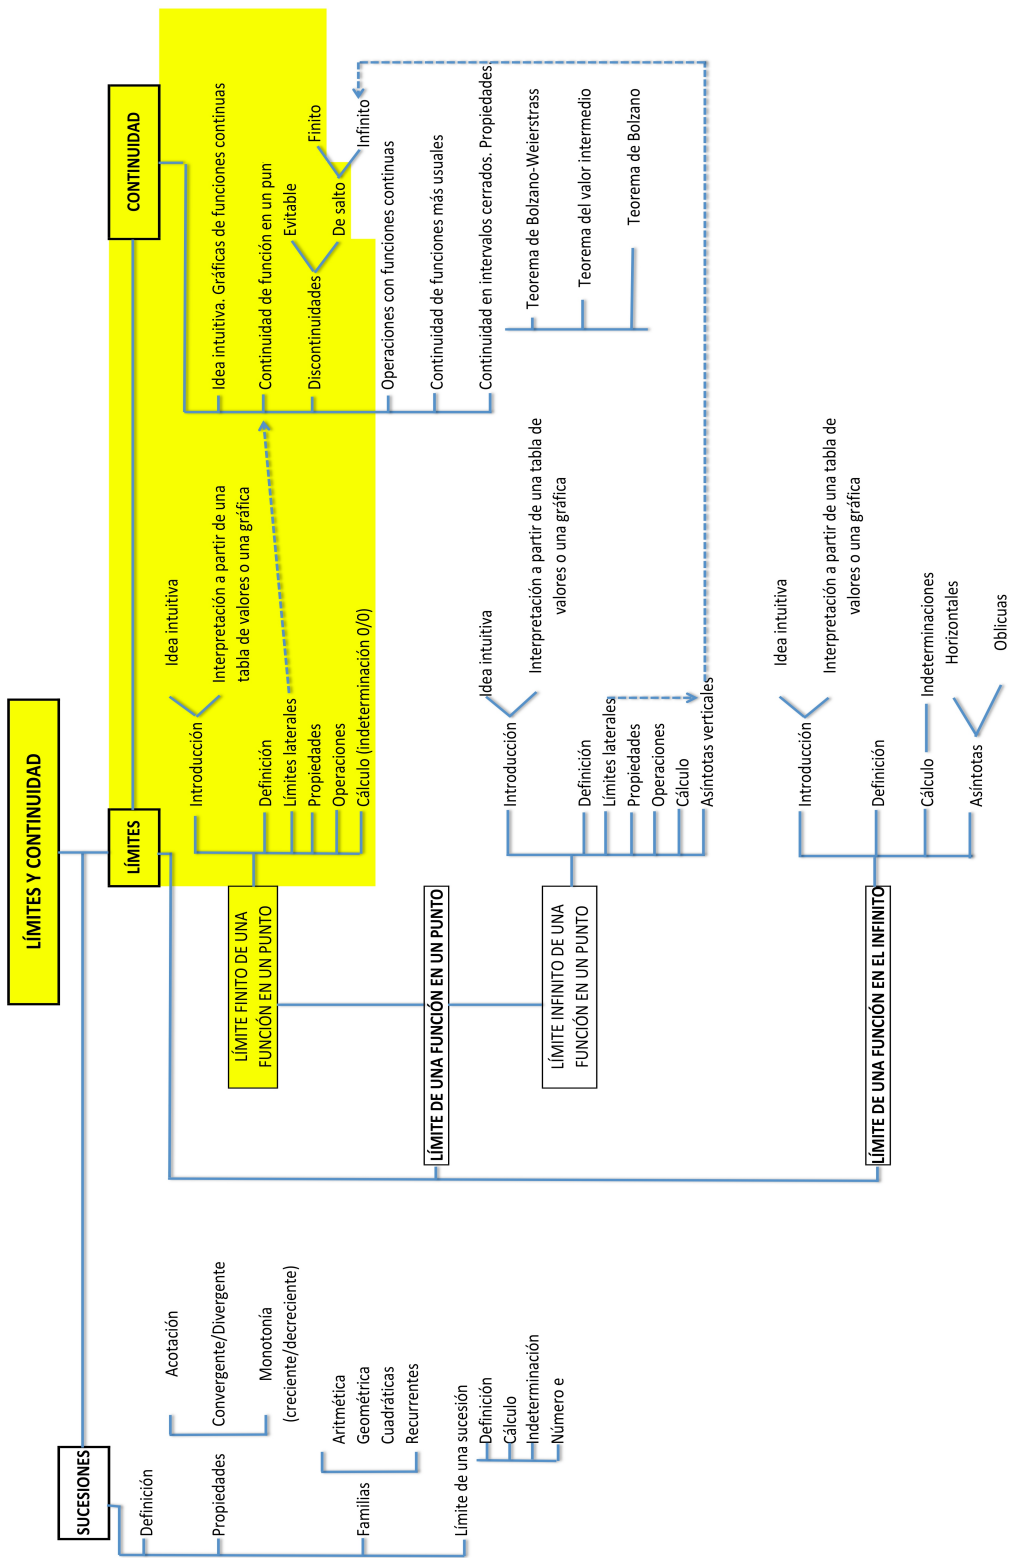 LÍMITES Y CONTINUIDAD
SUCESIONES
Definición
Propiedades
Acotación
Convergente/Divergente
Monotonía
(creciente/decreciente)
Familias
Aritmética
Geométrica
Cuadráticas
Recurrentes
Límite de una sucesión
Definición
Cálculo
Indeterminación
Número e
LÍMITES
LÍMITE DE UNA FUNCIÓN EN UN PUNTO
LÍMITE FINITO DE UNA
FUNCIÓN EN UN PUNTO
Introducción
Idea intuitiva
Interpretación a partir de una
tabla de valores o una gráfica
Definición
Límites laterales
Propiedades
Operaciones
Cálculo (indeterminación 0/0)
LÍMITE INFINITO DE UNA
FUNCIÓN EN UN PUNTO
Introducción
Idea intuitiva
Interpretación a partir de una tabla de
valores o una gráfica
Definición
Límites laterales
Propiedades
Operaciones
Cálculo
Asíntotas verticales
LÍMITE DE UNA FUNCIÓN EN EL INFINITO
Introducción
Idea intuitiva
Interpretación a partir de una tabla de
valores o una gráfica
Definición
Cálculo
Indeterminaciones
Asíntotas
Horizontales
Oblicuas
CONTINUIDAD
Idea intuitiva. Gráficas de funciones continuas
Continuidad de función en un pun
Discontinuidades
Evitable
De salto
Finito
Infinito
Operaciones con funciones continuas
Continuidad de funciones más usuales
Continuidad en intervalos cerrados. Propiedades
Teorema de Bolzano-Weierstrass
Teorema del valor intermedio
Teorema de Bolzano